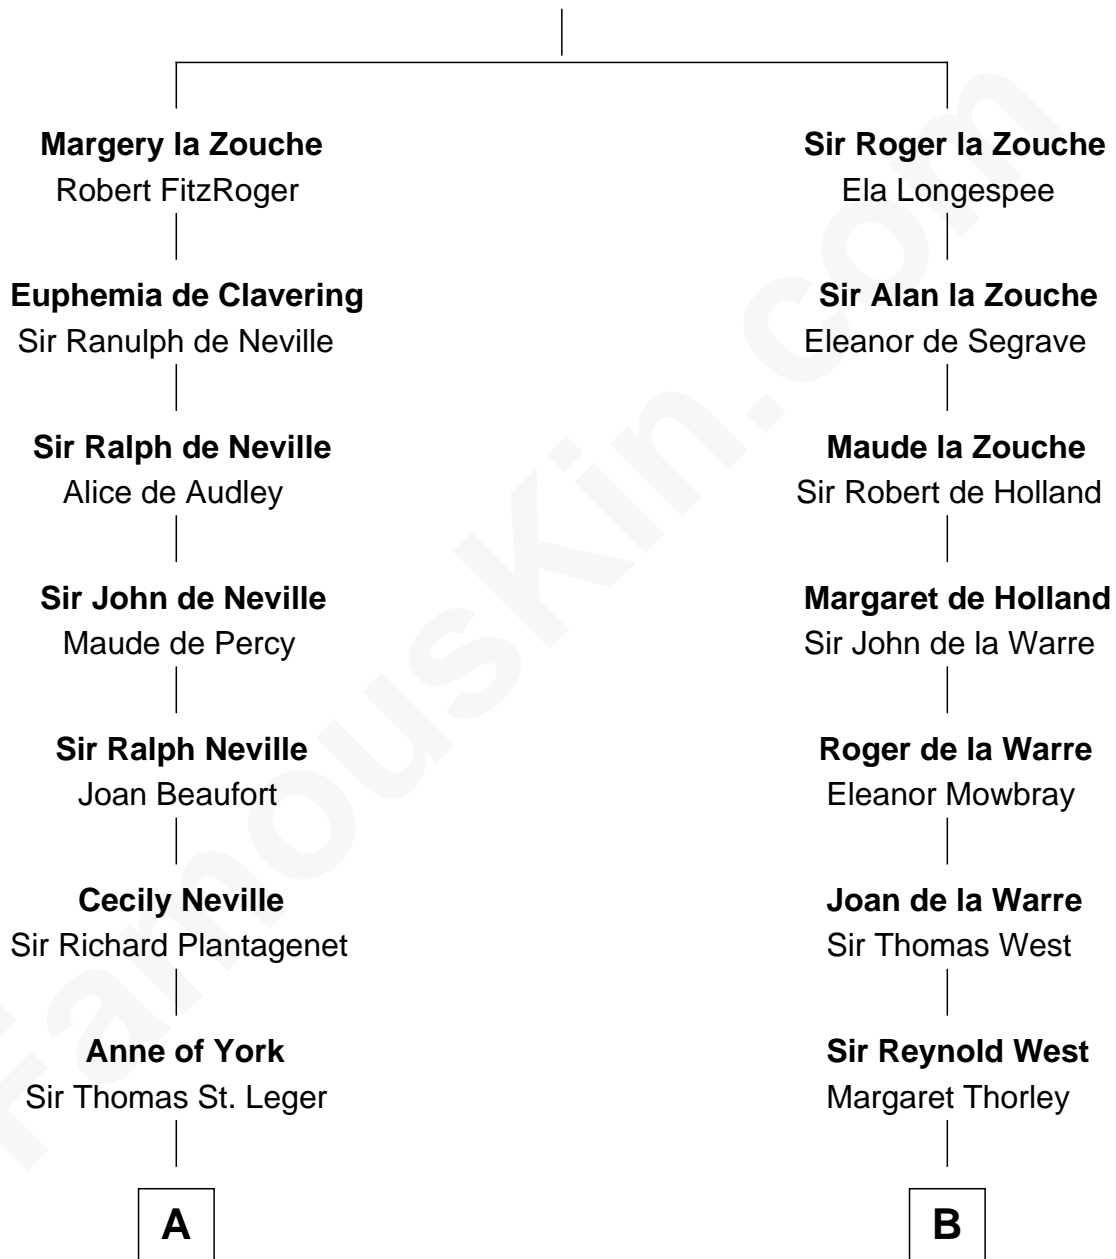 Margery la Zouche
Robert FitzRoger
Sir Roger la Zouche
Ela Longespee
Euphemia de Clavering
Sir Ranulph de Neville
Sir Alan la Zouche
Eleanor de Segrave
Sir Ralph de Neville
Alice de Audley
Maude la Zouche
Sir Robert de Holland
Sir John de Neville
Maude de Percy
Margaret de Holland
Sir John de la Warre
Sir Ralph Neville
Joan Beaufort
Roger de la Warre
Eleanor Mowbray
Cecily Neville
Sir Richard Plantagenet
Joan de la Warre
Sir Thomas West
Anne of York
Sir Thomas St. Leger
Sir Reynold West
Margaret Thorley
A
B
FamousKin.com